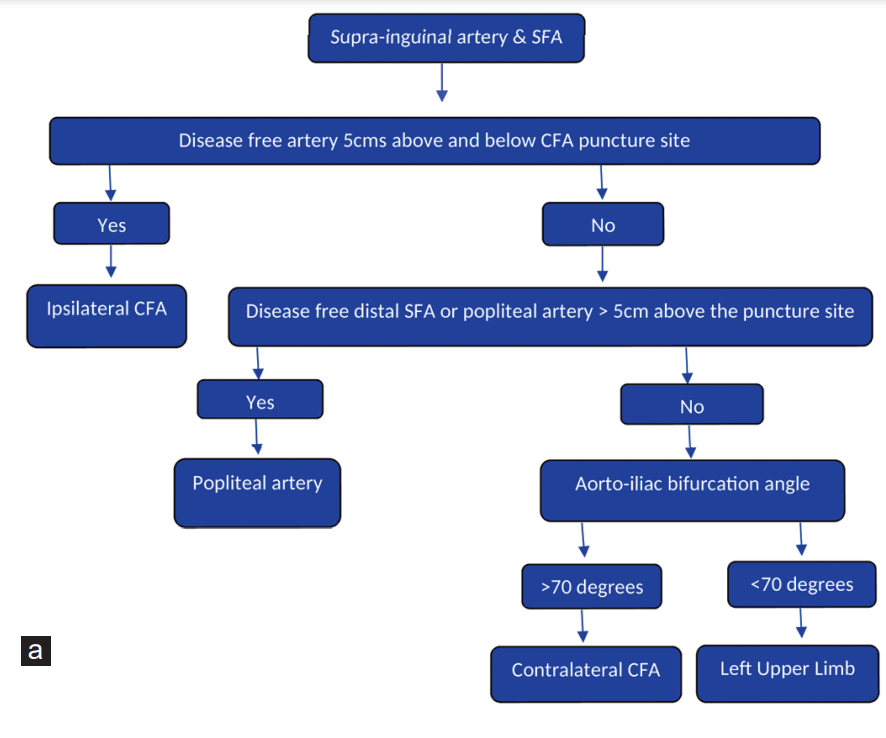 Supra-inguinal artery & SFA
Disease free artery 5cms above and below CFA puncture site
Yes
No
Ipsilateral CFA
Disease free distal SFA or popliteal artery > 5cm above the puncture site
Yes
No
Popliteal artery
Aorto-iliac bifurcation angle
>70 degrees
<70 degrees
a
Contralateral CFA
Left Upper Limb